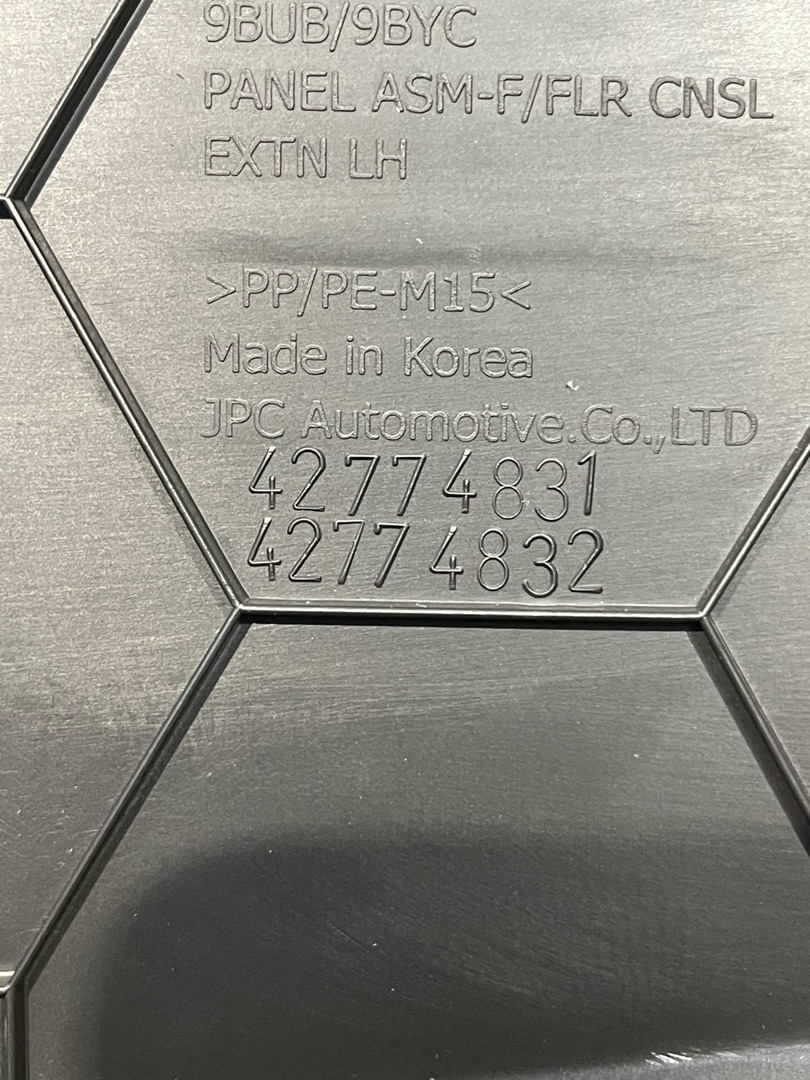 9BUB/9BYC
PANEL ASM-F/FLR CNSL
EXTN LH
>PP/PE-M15<
Made in Korea
JPC Automotive.Co.,LTD
42774831
42774832